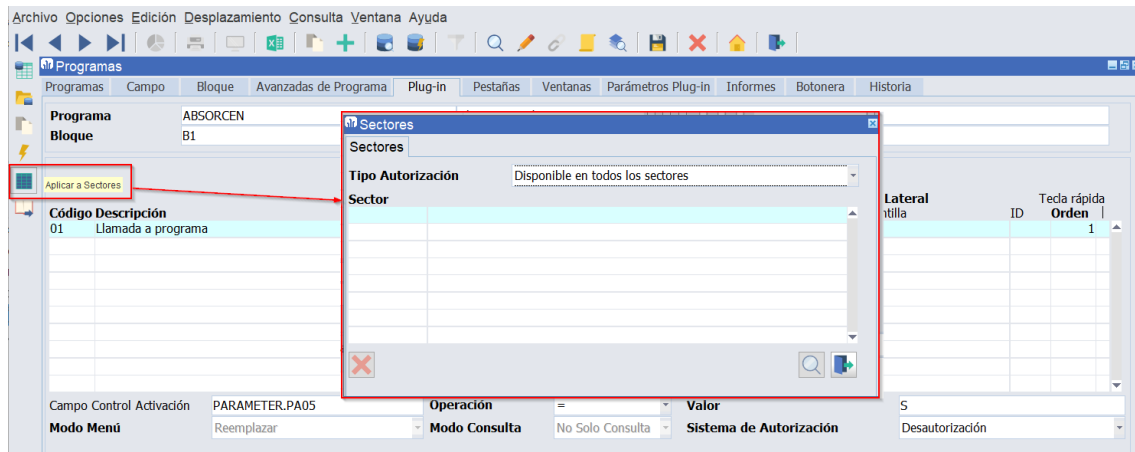 Archivo Opciones Edición Desplazamiento Consulta Ventana Ayuda
Programas
Programas Campo Bloque Avanzadas de Programa Plug-in Pestañas Ventanas Parámetros Plug-in Informes Botonera Historia
Programa ABSORCEN
Bloque B1
Sectores
Sectores
Tipo Autorización Disponible en todos los sectores
Sector
Aplicar a Sectores
Lateral Tecla rápida
Código Descripción ntilla ID Orden
01 Llamada a programa 1
Campo Control Activación PARAMETER.PA05 Operación = Valor S
Modo Menú Reemplazar Modo Consulta No Solo Consulta Sistema de Autorización Desautorización